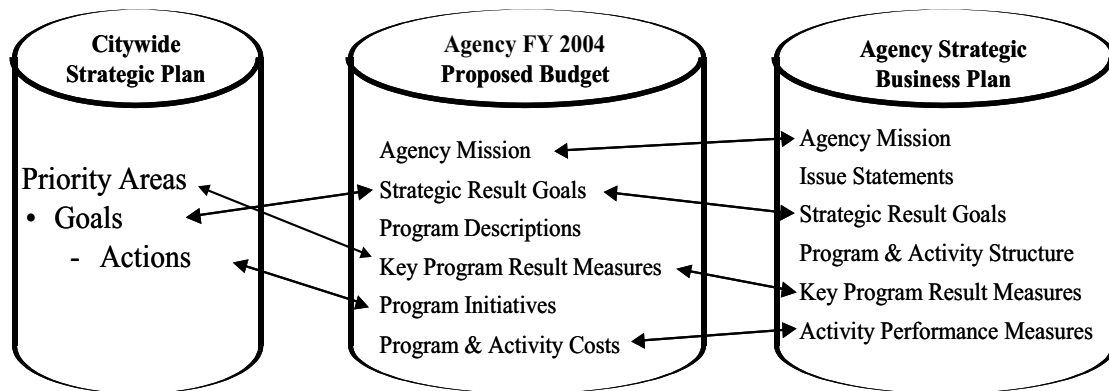 Citywide
Strategic Plan
Priority Areas
• Goals
- Actions
Agency FY 2004
Proposed Budget
Agency Mission
Strategic Result Goals
Program Descriptions
Key Program Result Measures
Program Initiatives
Program & Activity Costs
Agency Strategic
Business Plan
Agency Mission
Issue Statements
Strategic Result Goals
Program & Activity Structure
Key Program Result Measures
Activity Performance Measures